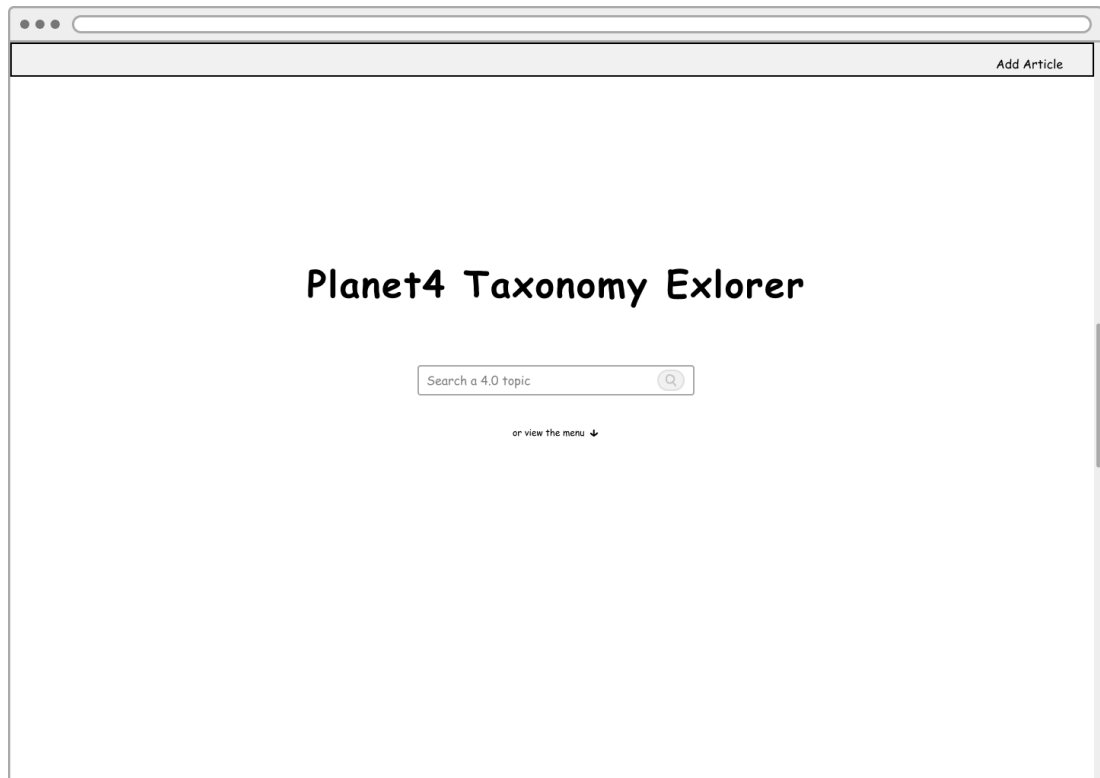 Add Article
Planet4 Taxonomy Exlorer
Search a 4.0 topic
or view the menu